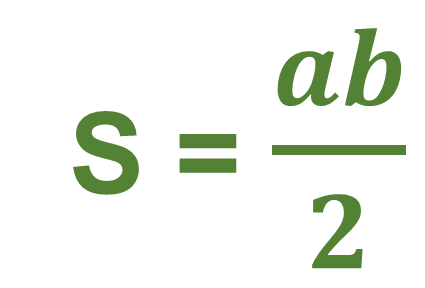 S = ab/2